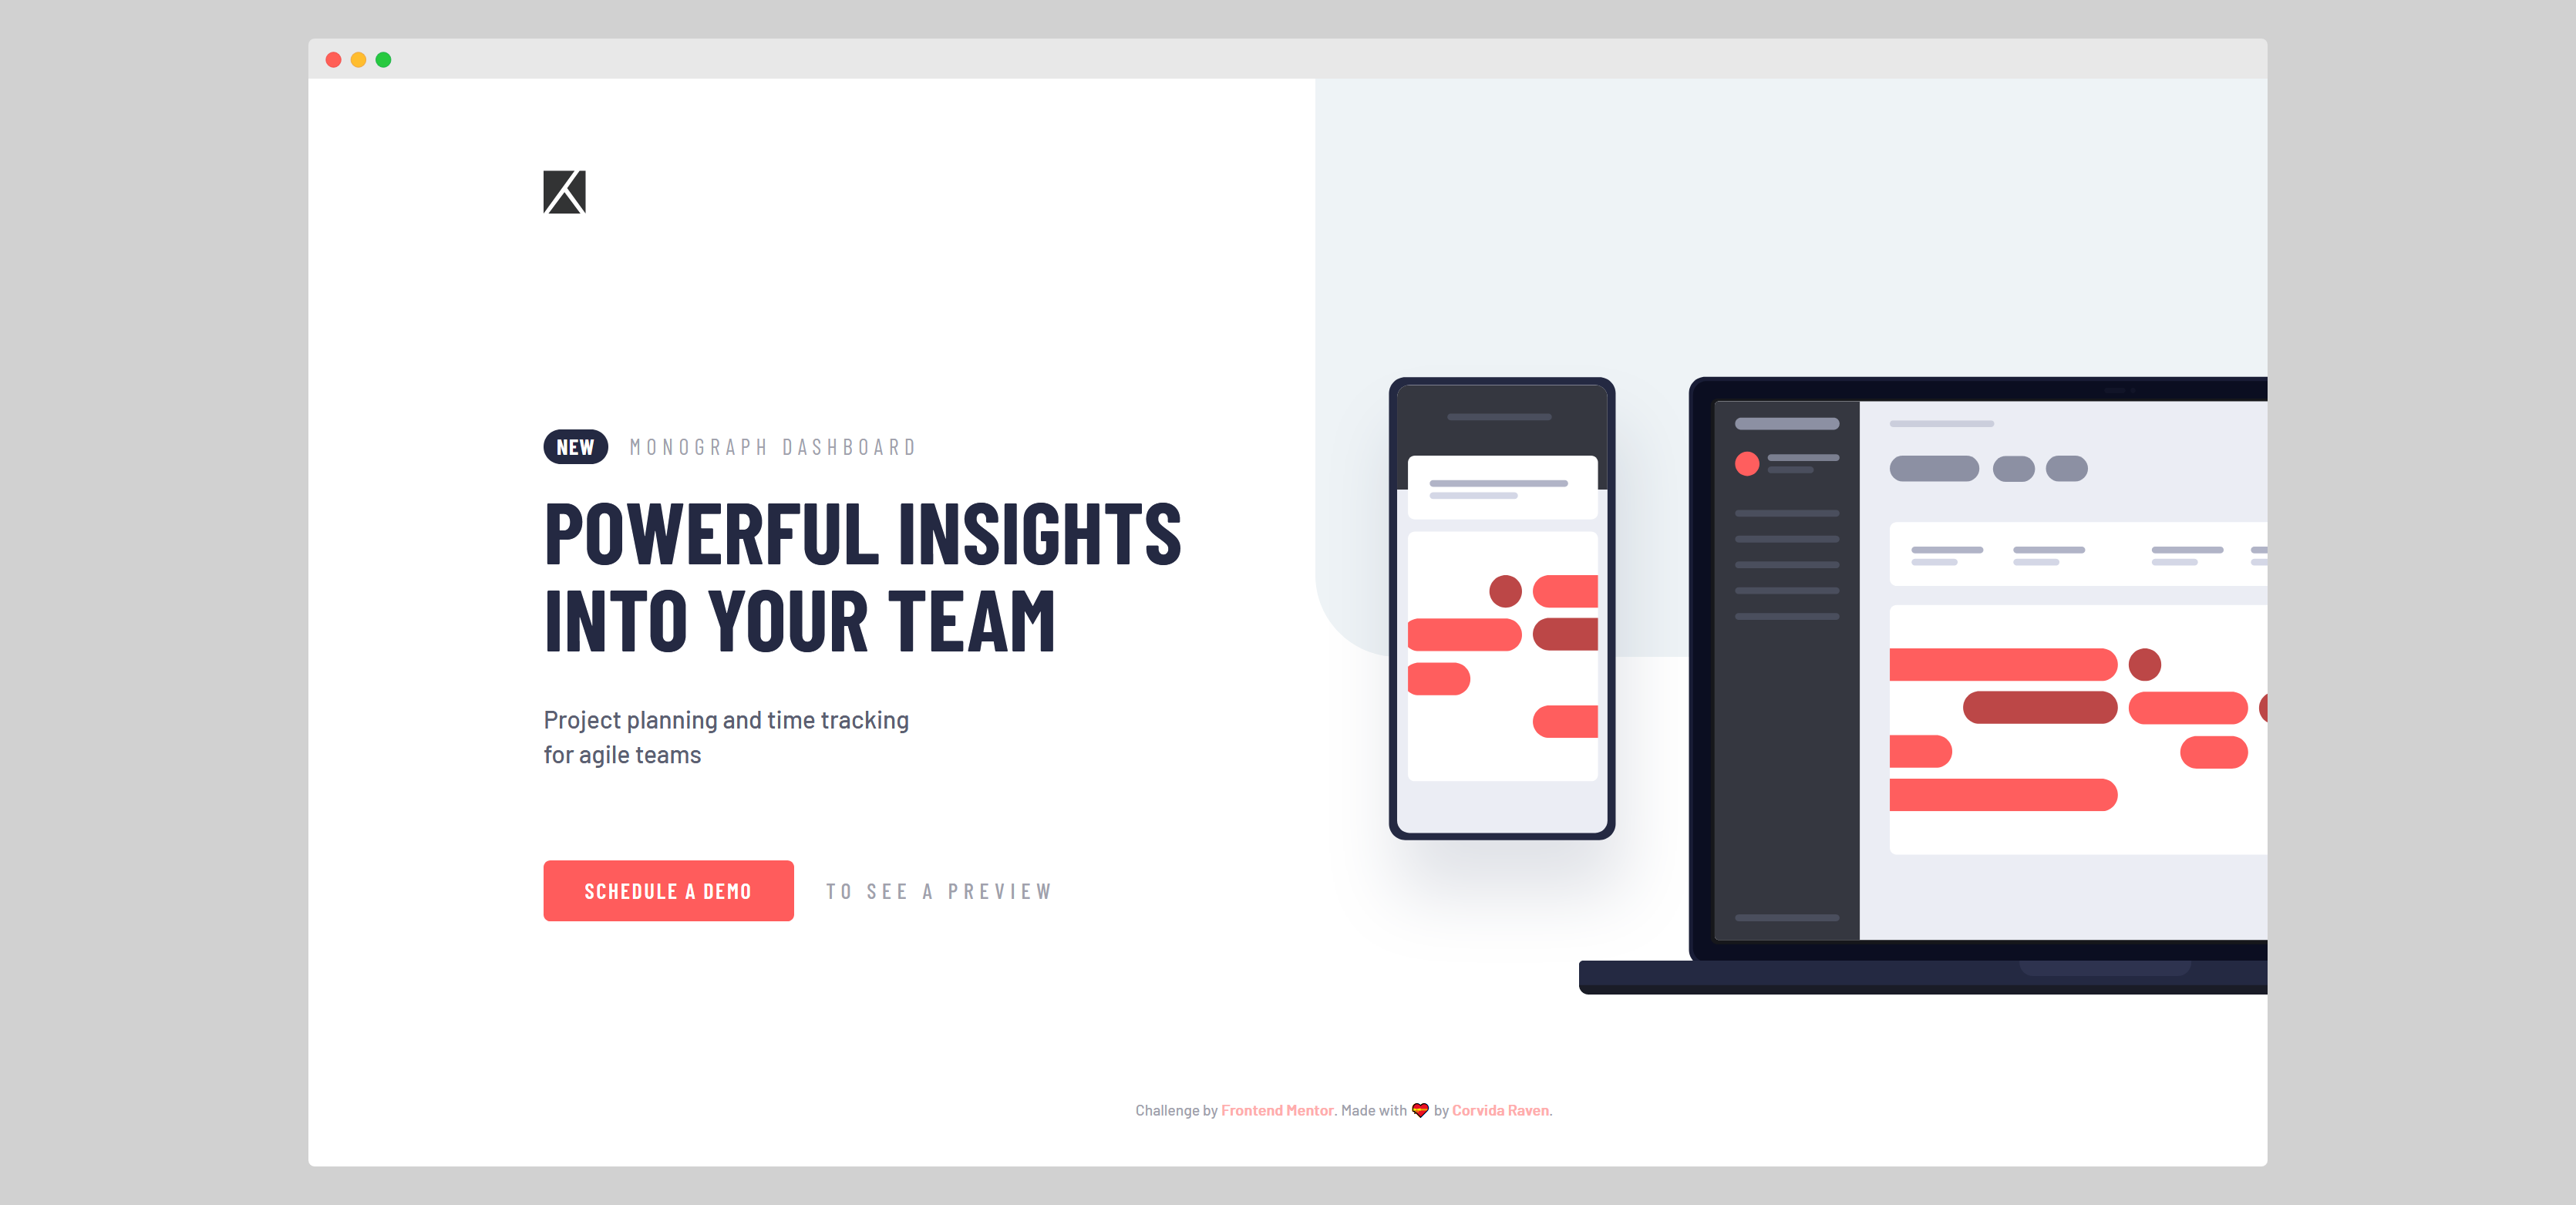 NEW MONOGRAPH DASHBOARD
POWERFUL INSIGHTS
INTO YOUR TEAM
Project planning and time tracking
for agile teams
SCHEDULE A DEMO TO SEE A PREVIEW
Challenge by Frontend Mentor. Made with ❤️ by Corvida Raven.